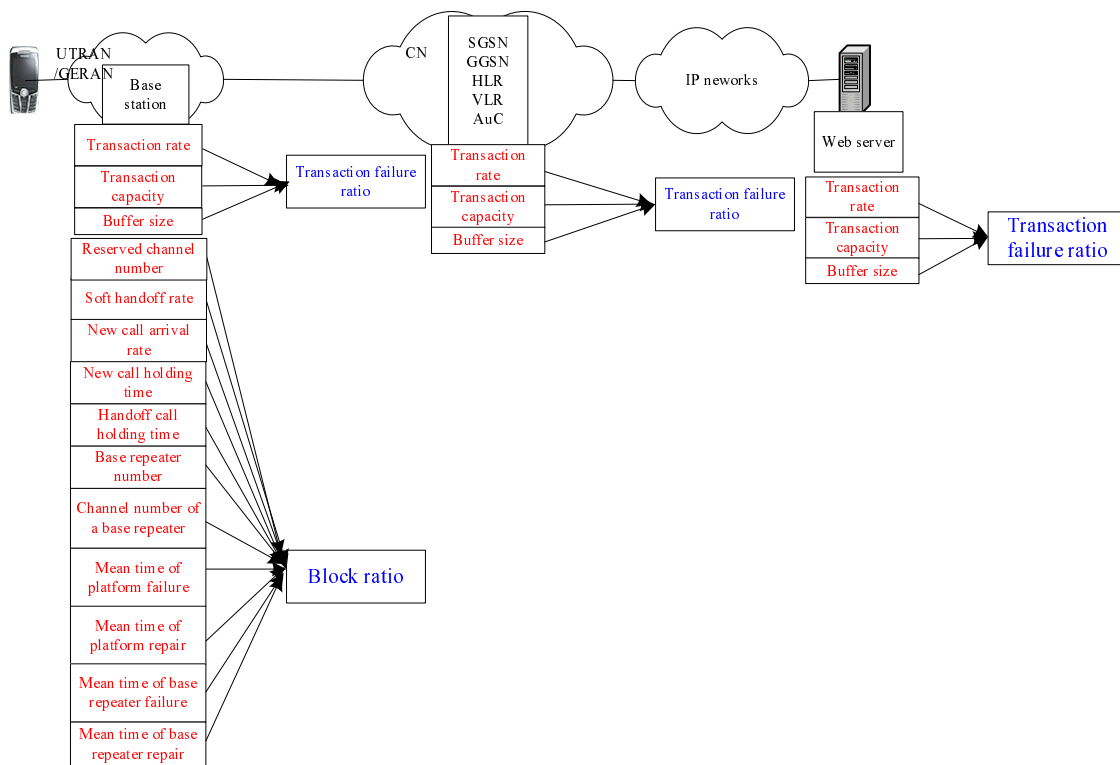 UTRAN
/GERAN
Base
station
CN
SGSN
GGSN
HLR
VLR
AuC
IP neworks
Web server
Transaction rate
Transaction
capacity
Buffer size
Transaction failure
ratio
Transaction
rate
Transaction
capacity
Buffer size
Transaction failure
ratio
Transaction
rate
Transaction
capacity
Buffer size
Transaction
failure ratio
Reserved channel
number
Soft handoff rate
New call arrival
rate
New call holding
time
Handoff call
holding time
Base repeater
number
Channel number of
a base repeater
Mean time of
platform failure
Mean time of
platform repair
Mean time of base
repeater failure
Mean time of base
repeater repair
Block ratio